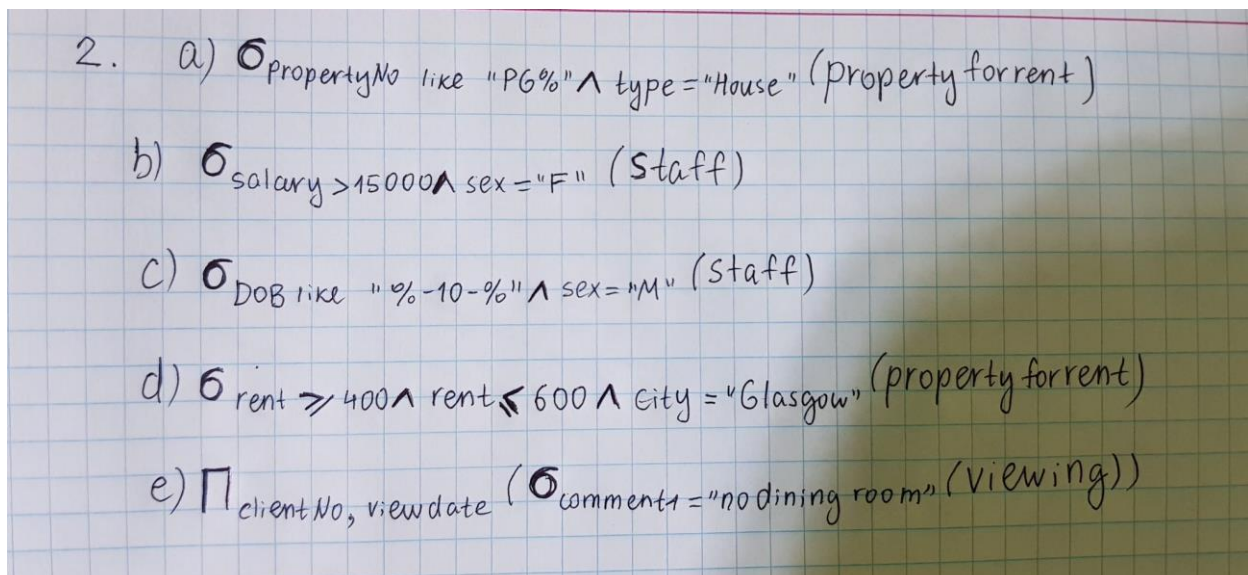 2. a) σ propertyNo like "PG%" ∧ type = "House" (property for rent)
b) σ salary > 15000 ∧ sex = "F" (staff)
c) σ DOB like "%-10-%" ∧ sex = "M" (staff)
d) σ rent ⩾ 400 ∧ rent ⩽ 600 ∧ city = "Glasgow" (property for rent)
e) Π clientNo, viewdate (σ comment1 = "no dining room" (viewing))